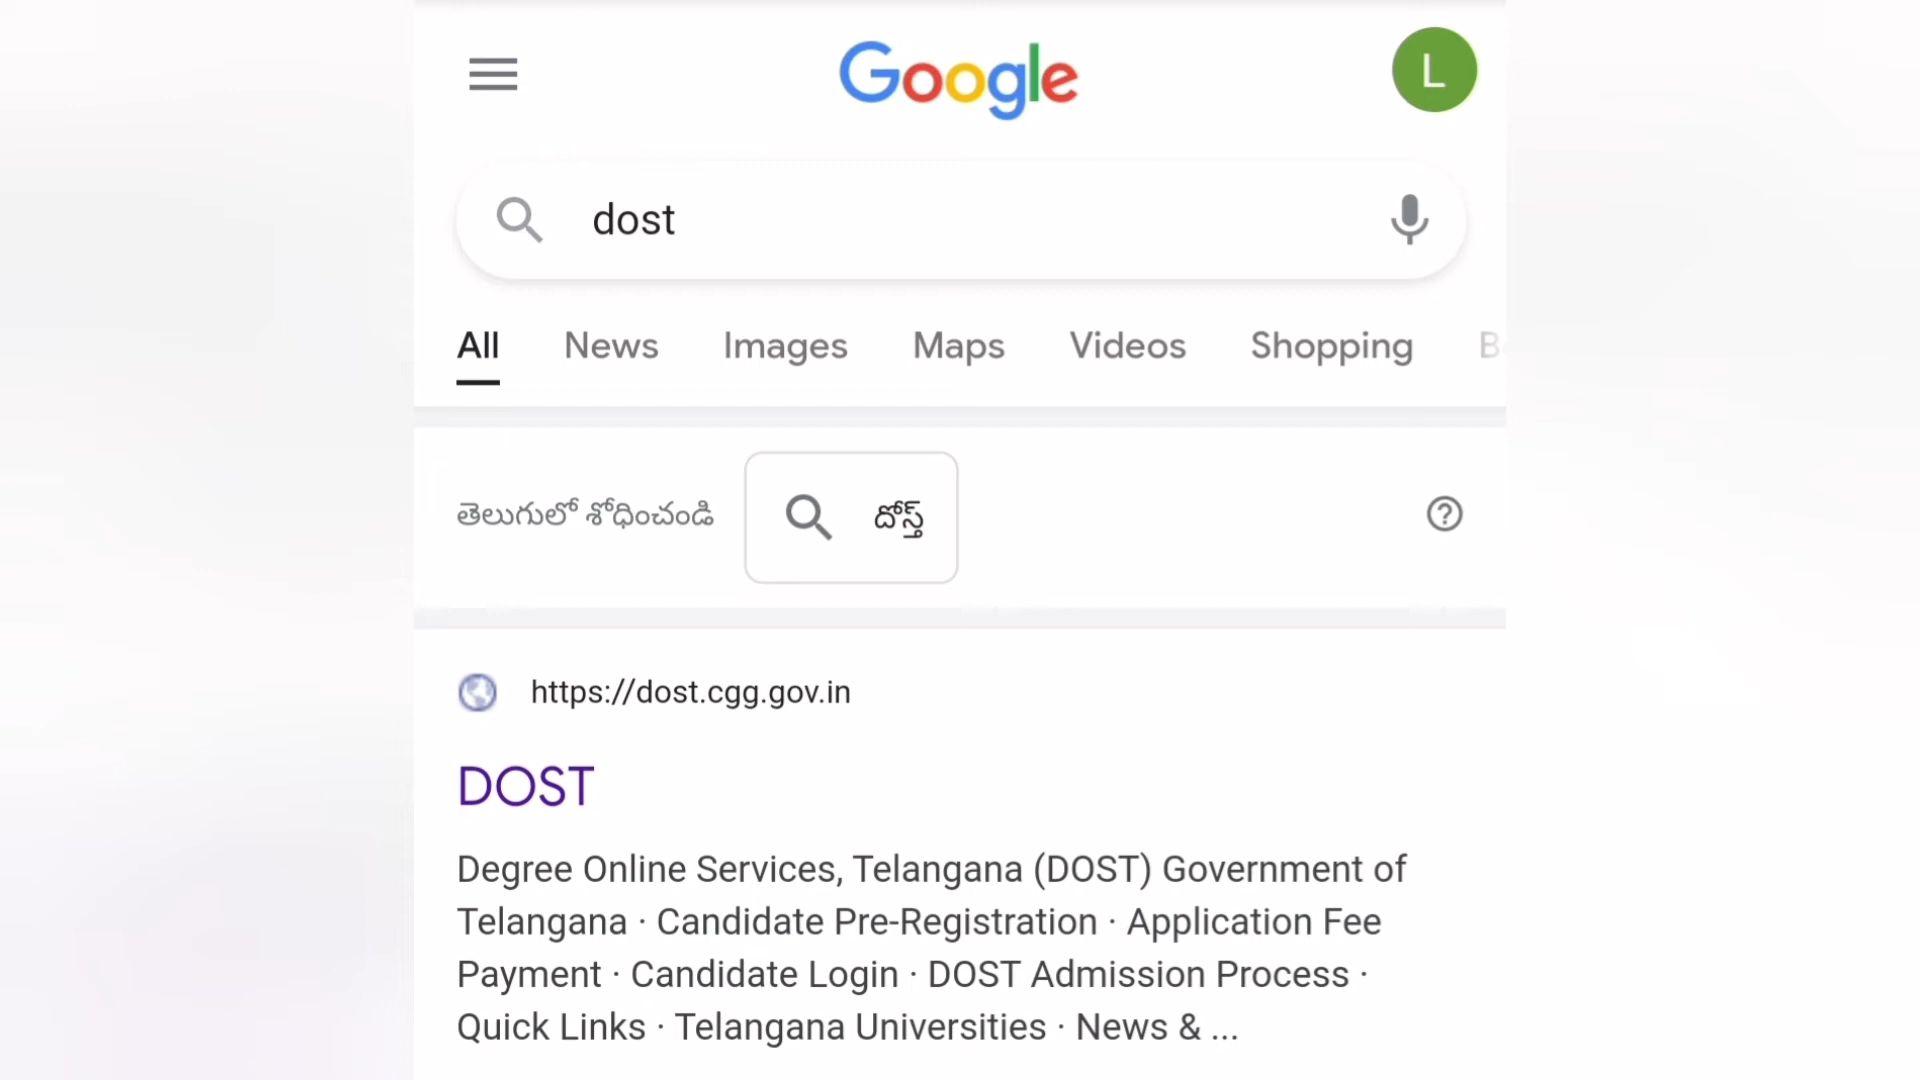 Google
L
dost
All News Images Maps Videos Shopping
తెలుగులో శోధించండి దోస్త్
https://dost.cgg.gov.in
DOST
Degree Online Services, Telangana (DOST) Government of
Telangana · Candidate Pre-Registration · Application Fee
Payment · Candidate Login · DOST Admission Process ·
Quick Links · Telangana Universities · News & ...